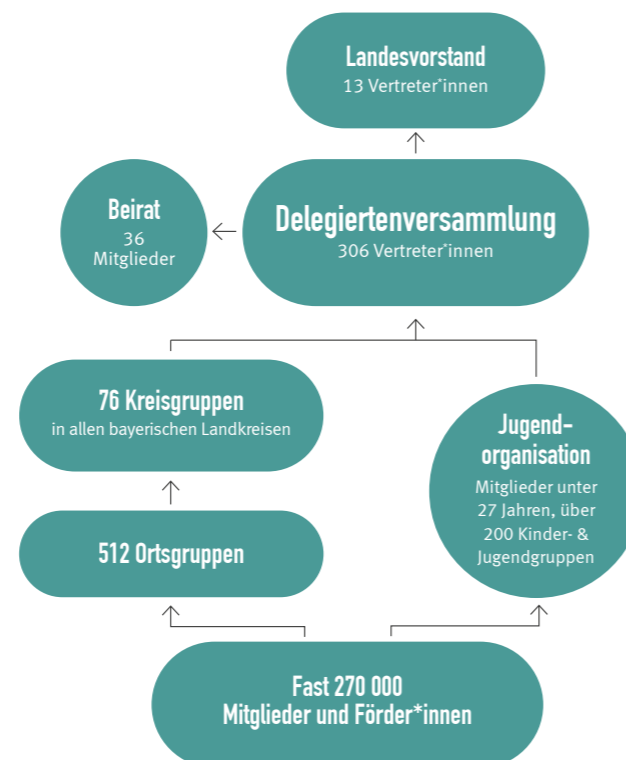 Landesvorstand
13 Vertreter*innen
Delegiertenversammlung
306 Vertreter*innen
Beirat
36
Mitglieder
76 Kreisgruppen
in allen bayerischen Landkreisen
512 Ortsgruppen
Jugend-
organisation
Mitglieder unter
27 Jahren, über
200 Kinder- &
Jugendgruppen
Fast 270 000
Mitglieder und Förder*innen